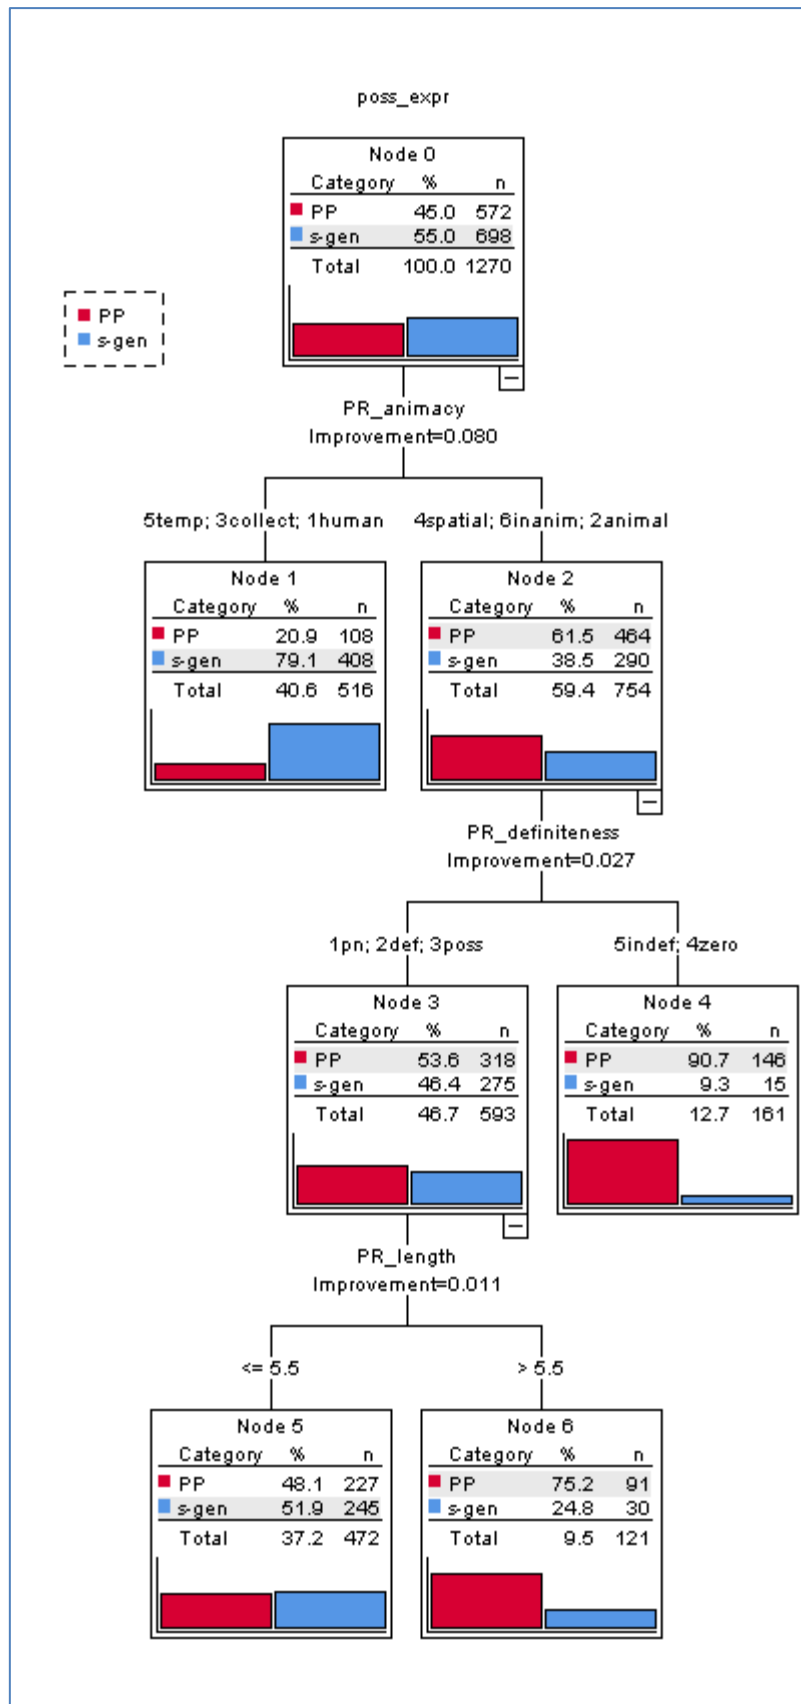 poss_expr
Node 0
Category % n
PP 45.0 572
s-gen 55.0 698
Total 100.0 1270
PP
s-gen
PR_animacy
Improvement=0.080
5temp; 3collect; 1human
4spatial; 6inanim; 2animal
Node 1
Category % n
PP 20.9 108
s-gen 79.1 408
Total 40.6 516
Node 2
Category % n
PP 61.5 464
s-gen 38.5 290
Total 59.4 754
PR_definiteness
Improvement=0.027
1pn; 2def; 3poss
5indef; 4zero
Node 3
Category % n
PP 53.6 318
s-gen 46.4 275
Total 46.7 593
Node 4
Category % n
PP 90.7 146
s-gen 9.3 15
Total 12.7 161
PR_length
Improvement=0.011
<= 5.5
> 5.5
Node 5
Category % n
PP 48.1 227
s-gen 51.9 245
Total 37.2 472
Node 6
Category % n
PP 75.2 91
s-gen 24.8 30
Total 9.5 121